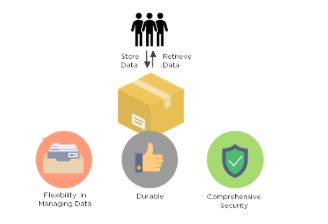 Store Retrieve
Data Data
Flexibility in
Managing Data
Durable
Comprehensive
Security